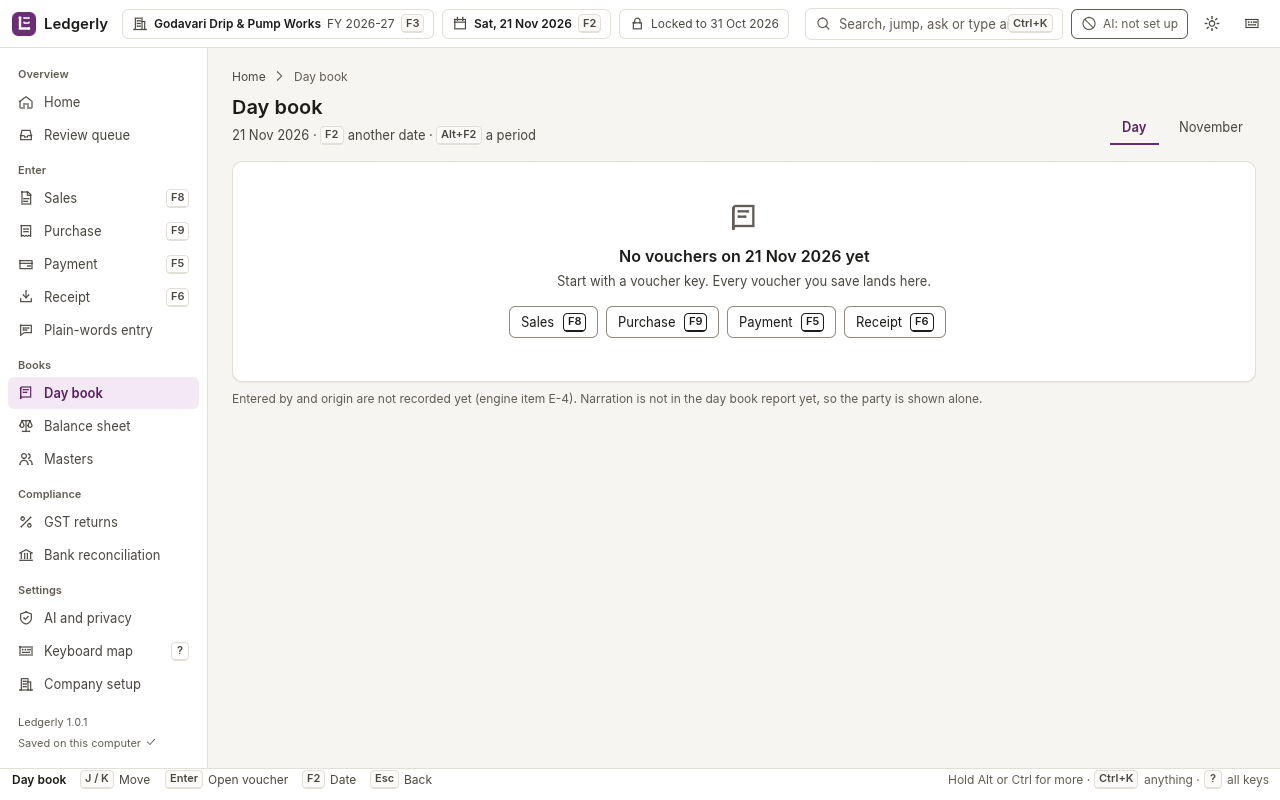 Ledgerly
Godavari Drip & Pump Works FY 2026-27 F3
Sat, 21 Nov 2026 F2
Locked to 31 Oct 2026
Search, jump, ask or type a Ctrl+K
AI: not set up
Overview
Home
Review queue
Enter
Sales F8
Purchase F9
Payment F5
Receipt F6
Plain-words entry
Books
Day book
Balance sheet
Masters
Compliance
GST returns
Bank reconciliation
Settings
AI and privacy
Keyboard map ?
Company setup
Ledgerly 1.0.1
Saved on this computer
Home Day book
Day book
21 Nov 2026 · F2 another date · Alt+F2 a period
Day November
No vouchers on 21 Nov 2026 yet
Start with a voucher key. Every voucher you save lands here.
Sales F8 Purchase F9 Payment F5 Receipt F6
Entered by and origin are not recorded yet (engine item E-4). Narration is not in the day book report yet, so the party is shown alone.
Day book J / K Move Enter Open voucher F2 Date Esc Back
Hold Alt or Ctrl for more · Ctrl+K anything · ? all keys